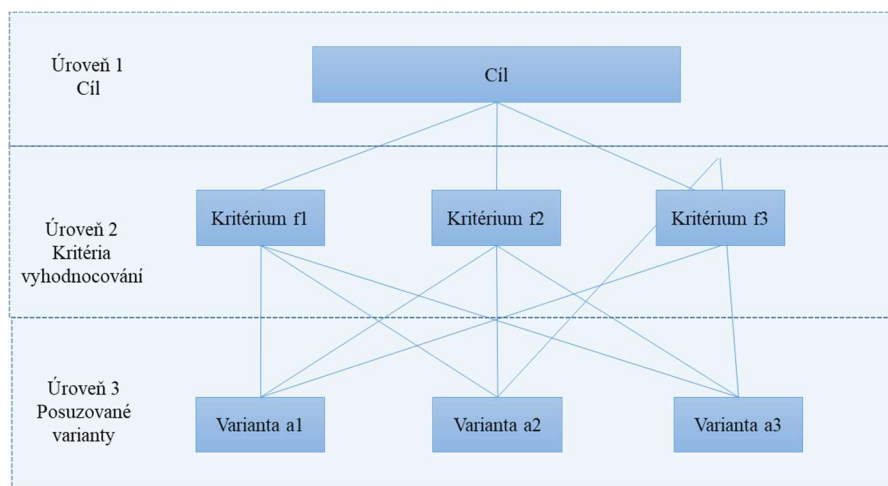 Úroveň 1
Cíl
Cíl
Úroveň 2
Kritéria
vyhodnocování
Kritérium f1
Kritérium f2
Kritérium f3
Úroveň 3
Posuzované
varianty
Varianta a1
Varianta a2
Varianta a3